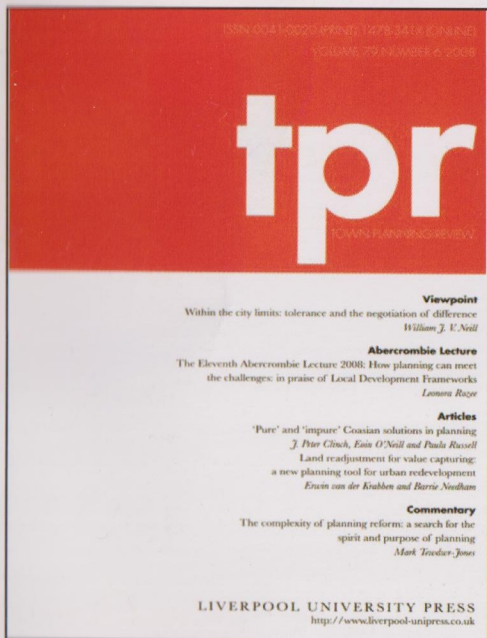 ISSN 0041-0020 (PRINT) 1478-341X (ONLINE)
VOLUME 79 NUMBER 6 2008
tpr
TOWN PLANNING REVIEW
Viewpoint
Within the city limits: tolerance and the negotiation of difference
William J. V. Neill
Abercrombie Lecture
The Eleventh Abercrombie Lecture 2008: How planning can meet
the challenges: in praise of Local Development Frameworks
Leonora Rozee
Articles
'Pure' and 'impure' Coasian solutions in planning
J. Peter Clinch, Eoin O'Neill and Paula Russell
Land readjustment for value capturing:
a new planning tool for urban redevelopment
Erwin van der Krabben and Barrie Needham
Commentary
The complexity of planning reform: a search for the
spirit and purpose of planning
Mark Tewdwr-Jones
LIVERPOOL UNIVERSITY PRESS
http://www.liverpool-unipress.co.uk